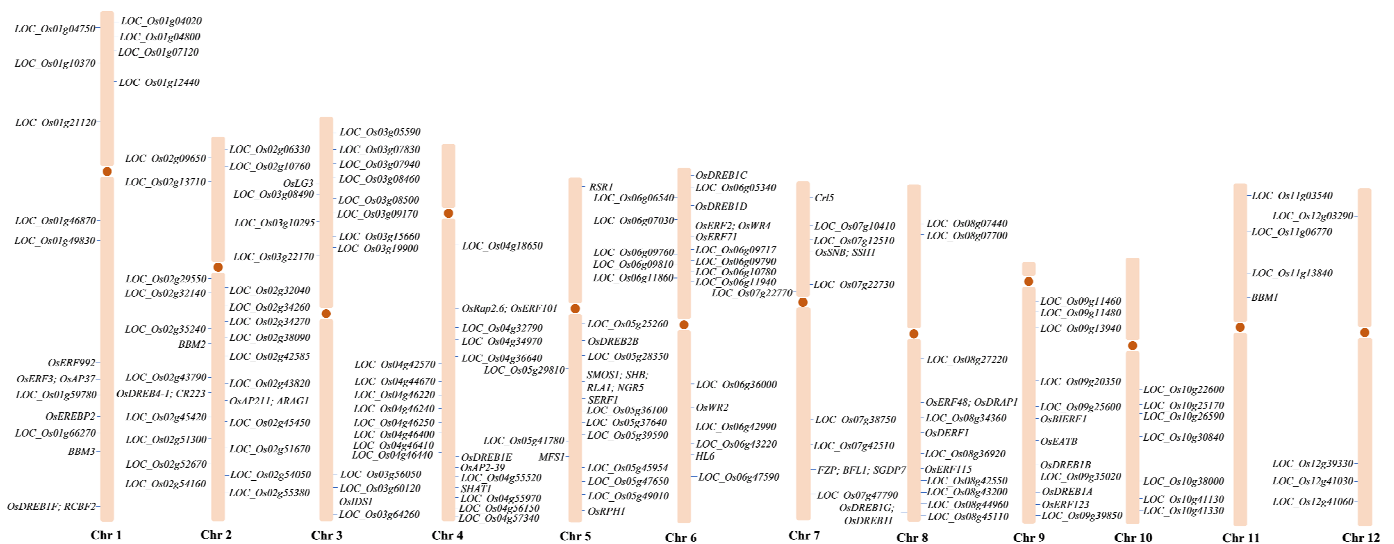 LOC_Os01g04750
LOC_Os01g10370
LOC_Os01g21120
LOC_Os01g46870
LOC_Os01g49830
OsERF992
OsERF3; OsAP37
LOC_Os01g59780
OsEREBP2
LOC_Os01g66270
BBM3
OsDREB1F; RCBF2
LOC_Os01g04020
LOC_Os01g04800
LOC_Os01g07120
LOC_Os01g12440
Chr 1
LOC_Os02g09650
LOC_Os02g13710
LOC_Os02g29550
LOC_Os02g32140
LOC_Os02g35240
BBM2
LOC_Os02g43790
OsDREB4-1; CR223
LOC_Os02g45420
LOC_Os02g51300
LOC_Os02g52670
LOC_Os02g54160
LOC_Os02g06330
LOC_Os02g10760
LOC_Os02g32040
LOC_Os02g34260
LOC_Os02g34270
LOC_Os02g38090
LOC_Os02g42585
LOC_Os02g43820
OsAP211; ARAG1
LOC_Os02g45450
LOC_Os02g51670
LOC_Os02g54050
LOC_Os02g55380
Chr 2
OsLG3
LOC_Os03g08490
LOC_Os03g10295
LOC_Os03g22170
LOC_Os03g05590
LOC_Os03g07830
LOC_Os03g07940
LOC_Os03g08460
LOC_Os03g08500
LOC_Os03g09170
LOC_Os03g15660
LOC_Os03g19900
LOC_Os03g56050
LOC_Os03g60120
OsIDS1
LOC_Os03g64260
Chr 3
LOC_Os04g42570
LOC_Os04g44670
LOC_Os04g46220
LOC_Os04g46240
LOC_Os04g46250
LOC_Os04g46400
LOC_Os04g46410
LOC_Os04g46440
LOC_Os04g18650
OsRap2.6; OsERF101
LOC_Os04g32790
LOC_Os04g34970
LOC_Os04g36640
OsDREB1E
OsAP2-39
LOC_Os04g55520
SHAT1
LOC_Os04g55970
LOC_Os04g56150
LOC_Os04g57340
Chr 4
LOC_Os05g29810
LOC_Os05g41780
MFS1
RSR1
LOC_Os05g25260
OsDREB2B
LOC_Os05g28350
SMOS1; SHB;
RLA1; NGR5
SERF1
LOC_Os05g36100
LOC_Os05g37640
LOC_Os05g39590
LOC_Os05g45954
LOC_Os05g47650
LOC_Os05g49010
OsRPH1
Chr 5
LOC_Os06g06540
LOC_Os06g07030
LOC_Os06g09760
LOC_Os06g09810
LOC_Os06g11860
OsDREB1C
LOC_Os06g05340
OsDREB1D
OsERF2; OsWR4
OsERF71
LOC_Os06g09717
LOC_Os06g09790
LOC_Os06g10780
LOC_Os06g11940
LOC_Os06g36000
OsWR2
LOC_Os06g42990
LOC_Os06g43220
HL6
LOC_Os06g47590
Chr 6
LOC_Os07g22770
Crl5
LOC_Os07g10410
LOC_Os07g12510
OsSNB; SSH1
LOC_Os07g22730
LOC_Os07g38750
LOC_Os07g42510
FZP; BFL1; SGDP7
LOC_Os07g47790
Chr 7
OsDREB1G;
OsDREB1I
LOC_Os08g07440
LOC_Os08g07700
LOC_Os08g27220
OsERF48; OsDRAP1
LOC_Os08g34360
OsDERF1
LOC_Os08g36920
OsERF115
LOC_Os08g42550
LOC_Os08g43200
LOC_Os08g44960
LOC_Os08g45110
Chr 8
LOC_Os09g11460
LOC_Os09g11480
LOC_Os09g13940
LOC_Os09g20350
LOC_Os09g25600
OsBIERF1
OsEATB
OsDREB1B
LOC_Os09g35020
OsDREB1A
OsERF123
LOC_Os09g39850
Chr 9
LOC_Os10g22600
LOC_Os10g25170
LOC_Os10g26590
LOC_Os10g30840
LOC_Os10g38000
LOC_Os10g41130
LOC_Os10g41330
Chr 10
LOC_Os11g03540
LOC_Os11g06770
LOC_Os11g13840
BBM1
Chr 11
LOC_Os12g03290
LOC_Os12g39330
LOC_Os12g41030
LOC_Os12g41060
Chr 12